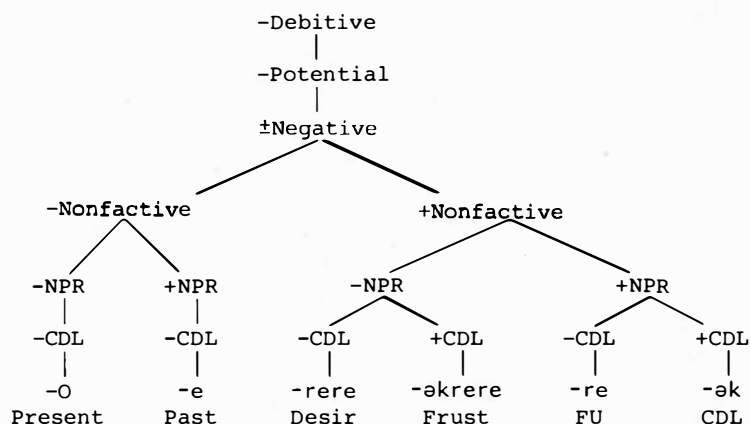 -Debitive
-Potential
±Negative
-Nonfactive +Nonfactive
-NPR +NPR -NPR +NPR
-CDL -CDL -CDL +CDL -CDL +CDL
-O -e -rere -əkrere -re -ək
Present Past Desir Frust FU CDL